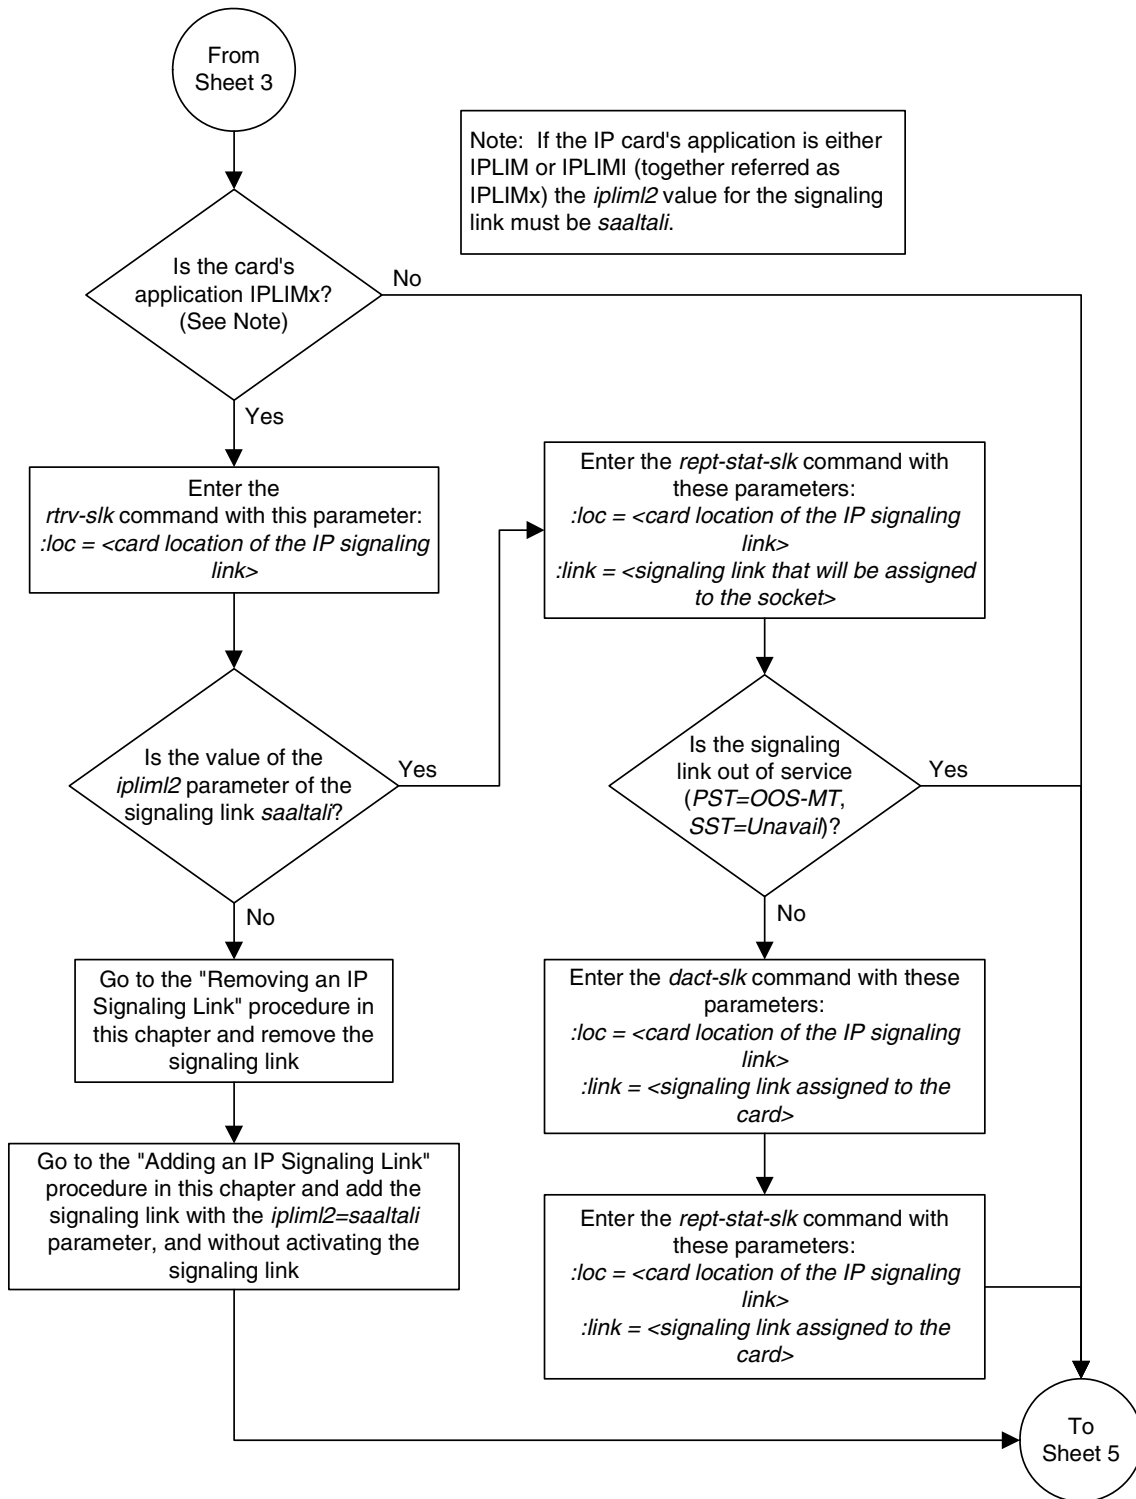 From
Sheet 3
Note:  If the IP card's application is either
IPLIM or IPLIMI (together referred as
IPLIMx) the ipliml2 value for the signaling
link must be saaltali.
Is the card's
application IPLIMx?
(See Note)
No
Yes
Enter the
rtrv-slk command with this parameter:
:loc = <card location of the IP signaling
link>
Is the value of the
ipliml2 parameter of the
signaling link saaltali?
Yes
No
Go to the "Removing an IP
Signaling Link" procedure in
this chapter and remove the
signaling link
Go to the "Adding an IP Signaling Link"
procedure in this chapter and add the
signaling link with the ipliml2=saaltali
parameter, and without activating the
signaling link
Enter the rept-stat-slk command with
these parameters:
:loc = <card location of the IP signaling
link>
:link = <signaling link that will be assigned
to the socket>
Is the signaling
link out of service
(PST=OOS-MT,
SST=Unavail)?
Yes
No
Enter the dact-slk command with these
parameters:
:loc = <card location of the IP signaling
link>
:link = <signaling link assigned to the
card>
Enter the rept-stat-slk command with
these parameters:
:loc = <card location of the IP signaling
link>
:link = <signaling link assigned to the
card>
To
Sheet 5